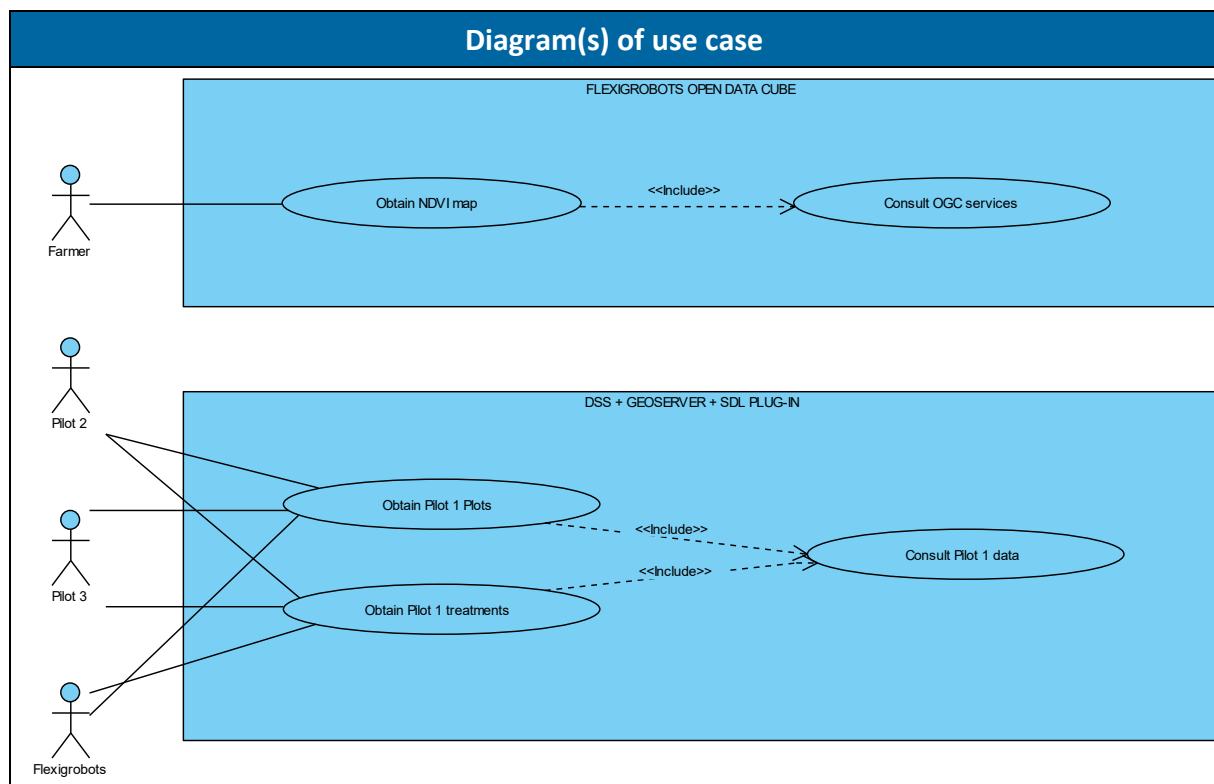 Diagram(s) of use case
FLEXIGROBOTS OPEN DATA CUBE
<<Include>>
Obtain NDVI map
Consult OGC services
Farmer
Pilot 2
DSS + GEOSERVER + SDL PLUG-IN
Obtain Pilot 1 Plots
<<Include>>
Consult Pilot 1 data
<<Include>>
Pilot 3
Obtain Pilot 1 treatments
Flexigrobots